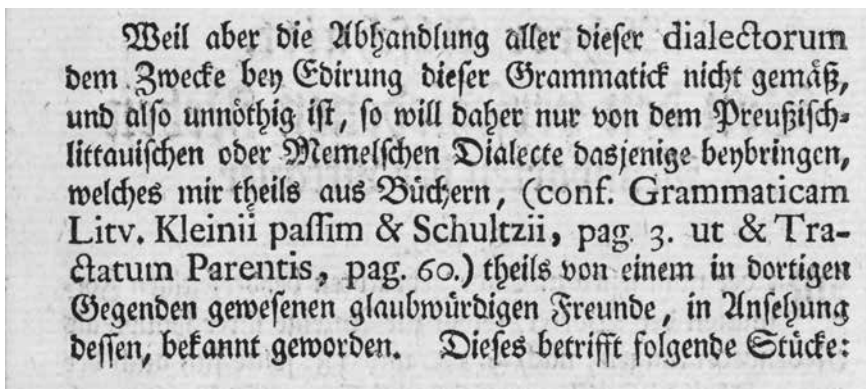 Weil aber die Abhandlung aller dieser dialectorum
dem Zwecke bey Edirung dieser Grammatick nicht gemäß,
und also unnöthig ist, so will daher nur von dem Preußisch-
littauischen oder Memelschen Dialecte dasjenige beybringen,
welches mir theils aus Büchern, (conf. Grammaticam
Litv. Kleinii passim & Schultzii, pag. 3. ut & Tra-
ctatum Parentis, pag. 60.) theils von einem in dortigen
Gegenden gewesenen glaubwürdigen Freunde, in Ansehung
dessen, bekannt geworden. Dieses betrifft folgende Stücke: